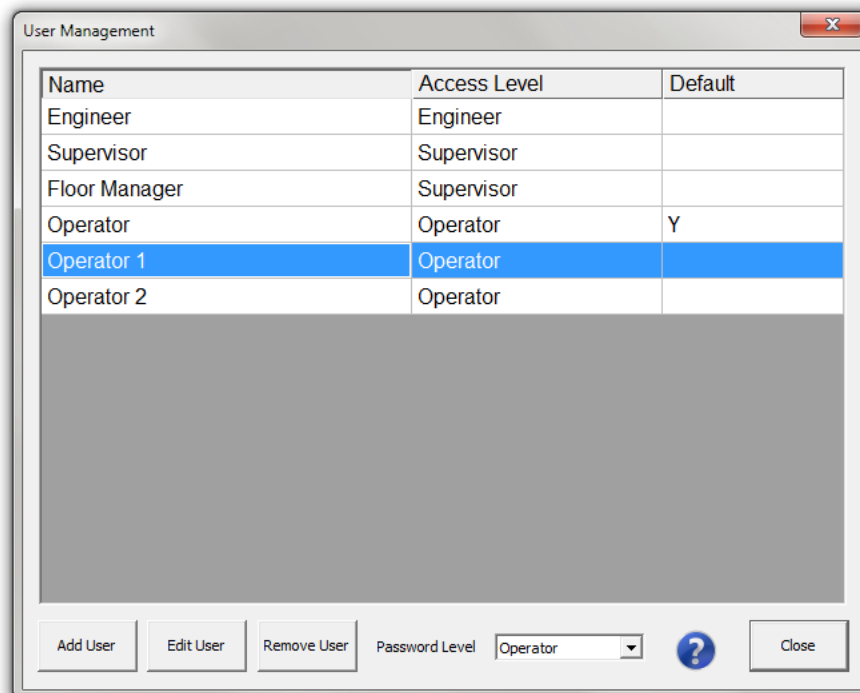 User Management
Name Access Level Default
Engineer Engineer
Supervisor Supervisor
Floor Manager Supervisor
Operator Operator Y
Operator 1 Operator
Operator 2 Operator
Add User Edit User Remove User Password Level Operator ? Close